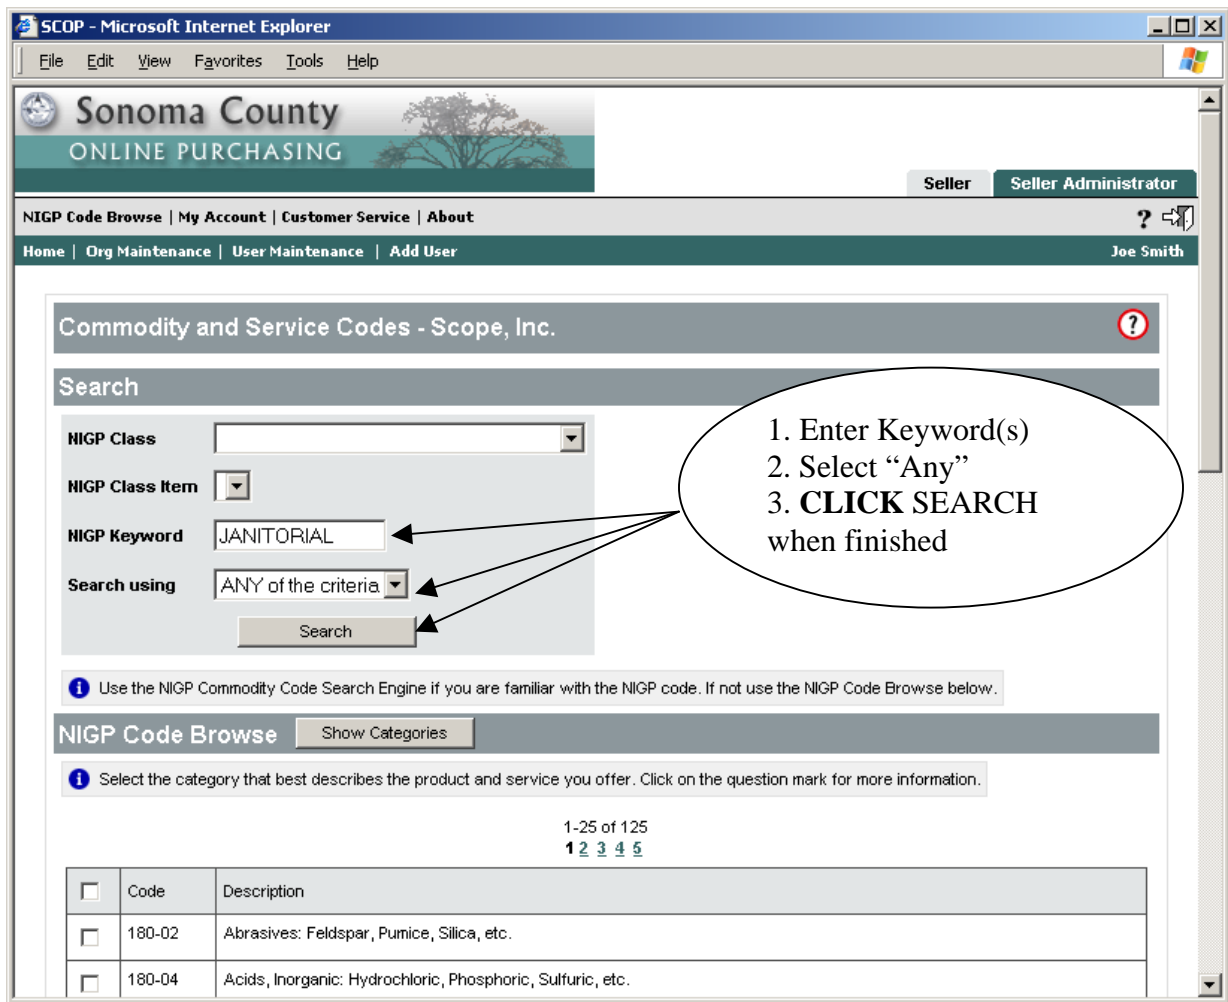 SCOP - Microsoft Internet Explorer
File Edit View Favorites Tools Help
Sonoma County
ONLINE PURCHASING
Seller Seller Administrator
NIGP Code Browse | My Account | Customer Service | About ?
Home | Org Maintenance | User Maintenance | Add User Joe Smith
Commodity and Service Codes - Scope, Inc. ?
Search
NIGP Class
NIGP Class Item
NIGP Keyword JANITORIAL
Search using ANY of the criteria
Search
1. Enter Keyword(s)
2. Select “Any”
3. CLICK SEARCH
when finished
i Use the NIGP Commodity Code Search Engine if you are familiar with the NIGP code. If not use the NIGP Code Browse below.
NIGP Code Browse Show Categories
i Select the category that best describes the product and service you offer. Click on the question mark for more information.
1-25 of 125
1 2 3 4 5
Code Description
180-02 Abrasives: Feldspar, Pumice, Silica, etc.
180-04 Acids, Inorganic: Hydrochloric, Phosphoric, Sulfuric, etc.